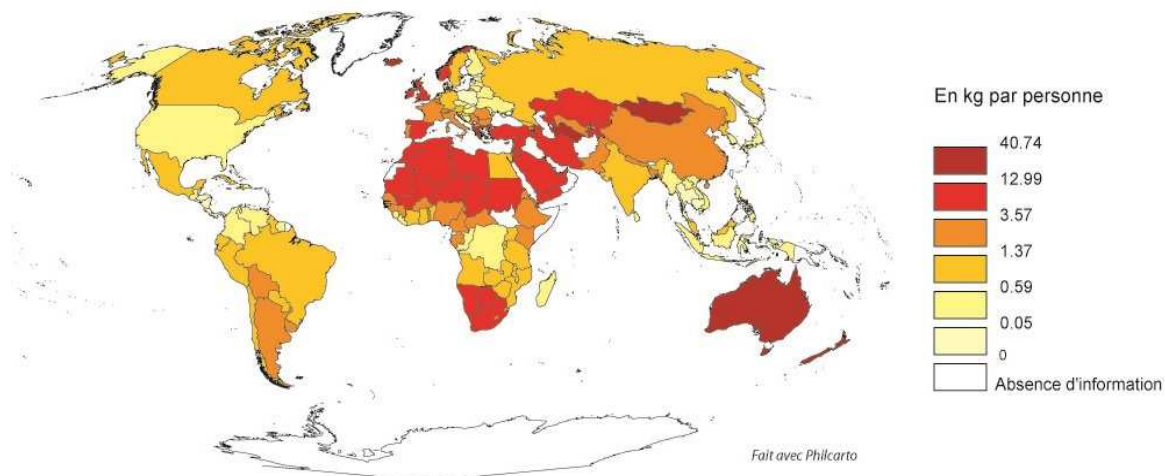 En kg par personne
40.74
12.99
3.57
1.37
0.59
0.05
0
Absence d'information
Fait avec Philcarto